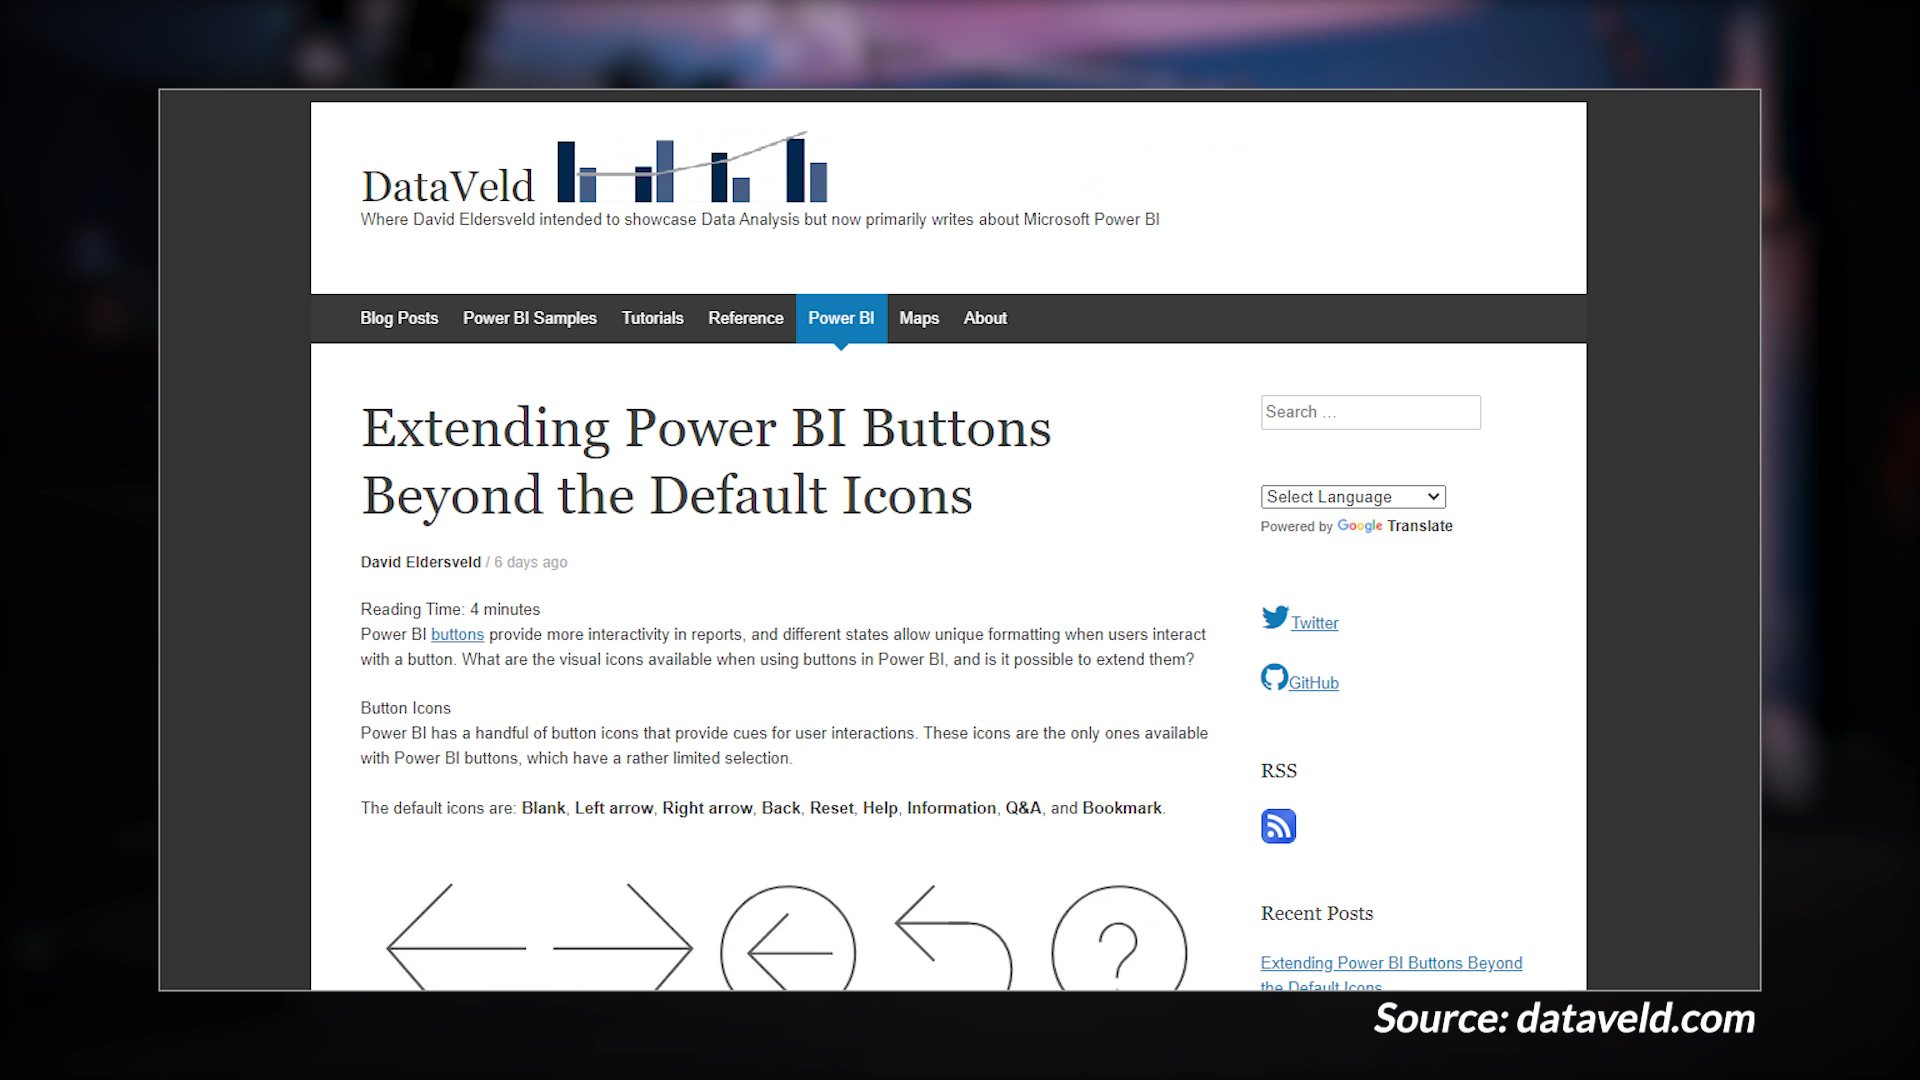 DataVeld
Where David Eldersveld intended to showcase Data Analysis but now primarily writes about Microsoft Power BI
Blog Posts Power BI Samples Tutorials Reference Power BI Maps About
Extending Power BI Buttons
Beyond the Default Icons
David Eldersveld / 6 days ago
Reading Time: 4 minutes
Power BI buttons provide more interactivity in reports, and different states allow unique formatting when users interact
with a button. What are the visual icons available when using buttons in Power BI, and is it possible to extend them?
Button Icons
Power BI has a handful of button icons that provide cues for user interactions. These icons are the only ones available
with Power BI buttons, which have a rather limited selection.
The default icons are: Blank, Left arrow, Right arrow, Back, Reset, Help, Information, Q&A, and Bookmark.
?
Search ...
Select Language
Powered by Google Translate
Twitter
GitHub
RSS
Recent Posts
Extending Power BI Buttons Beyond
the Default Icons
Source: dataveld.com